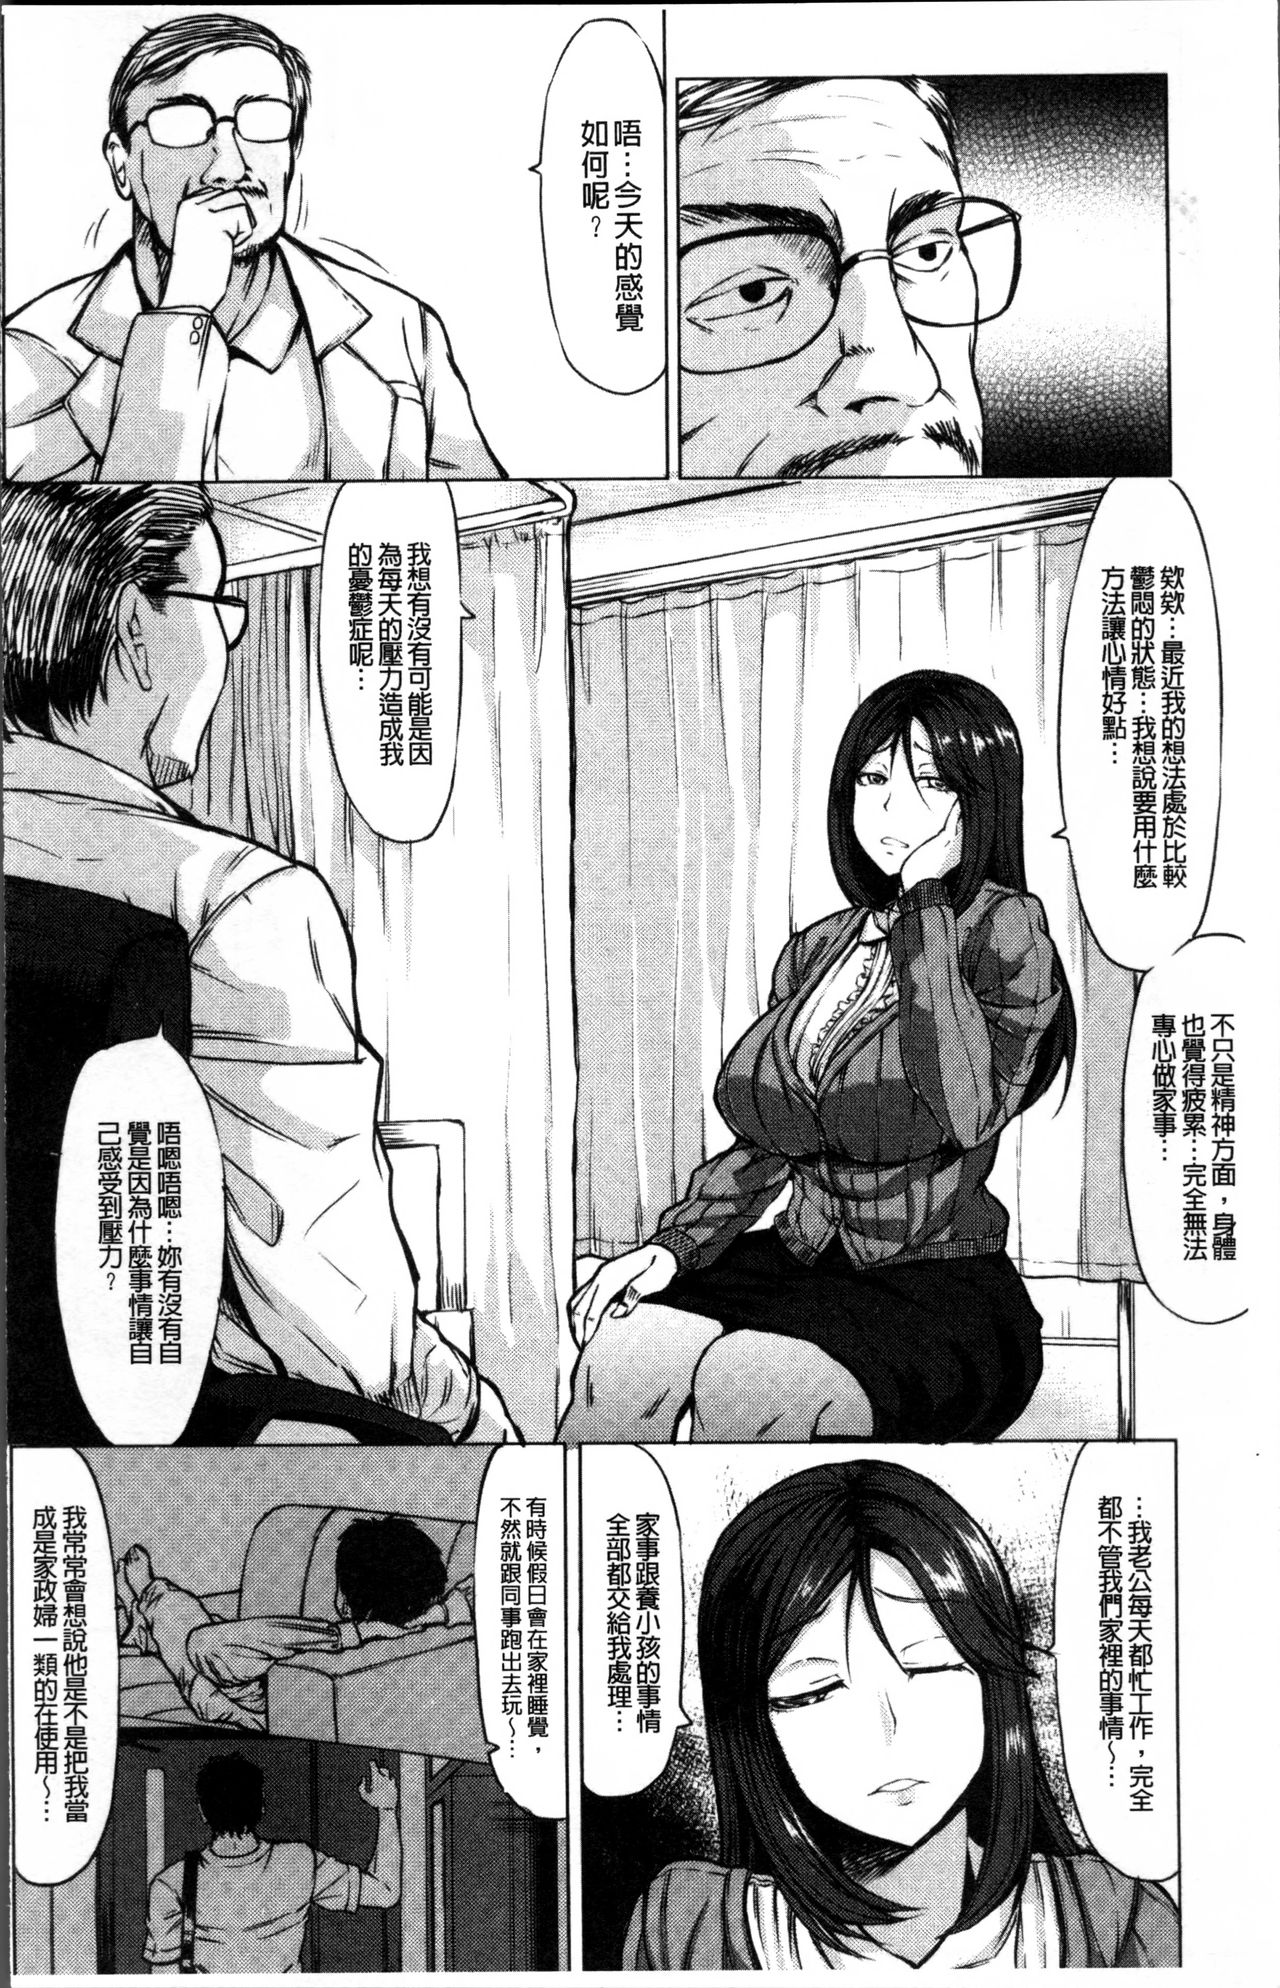 唔…今天的感覺
如何呢？
欸欸…最近我的想法處於比較
鬱悶的狀態…我想說要用什麼
方法讓心情好點…
不只是精神方面，身體
也覺得疲累…完全無法
專心做家事…
我想有沒有可能是因
為每天的壓力造成我
的憂鬱症呢…
唔嗯唔嗯…妳有沒有自
覺是因為什麼事情讓自
己感受到壓力？
…我老公每天都忙工作，完全
都不管我們家裡的事情～…
家事跟養小孩的事情
全部都交給我處理…
有時候假日會在家裡睡覺，
不然就跟同事跑出去玩～…
我常常會想說他是不是把我當
成是家政婦一類的在使用～…